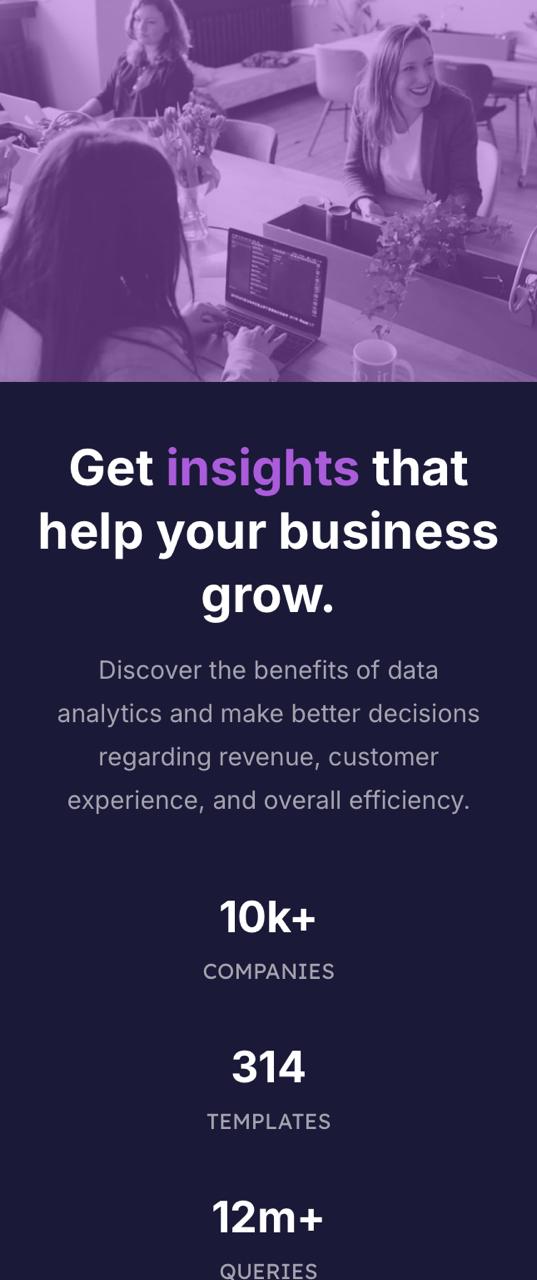 Get insights that
help your business
grow.
Discover the benefits of data
analytics and make better decisions
regarding revenue, customer
experience, and overall efficiency.
10k+
COMPANIES
314
TEMPLATES
12m+
QUERIES